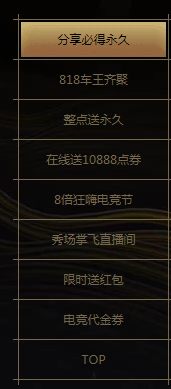 分享必得永久
818车王齐聚
整点送永久
在线送10888点券
8倍狂嗨电竞节
秀场掌飞直播间
限时送红包
电竞代金券
TOP